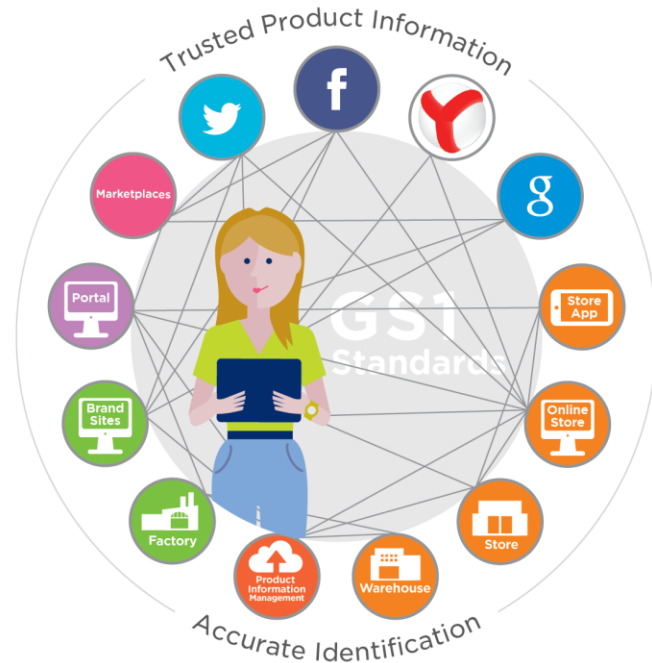 Trusted Product Information
f
g
Marketplaces
Portal
Store
App
GS1
Standards
Brand
Sites
Online
Store
Factory
Store
Product
Information
Management
Warehouse
Accurate Identification